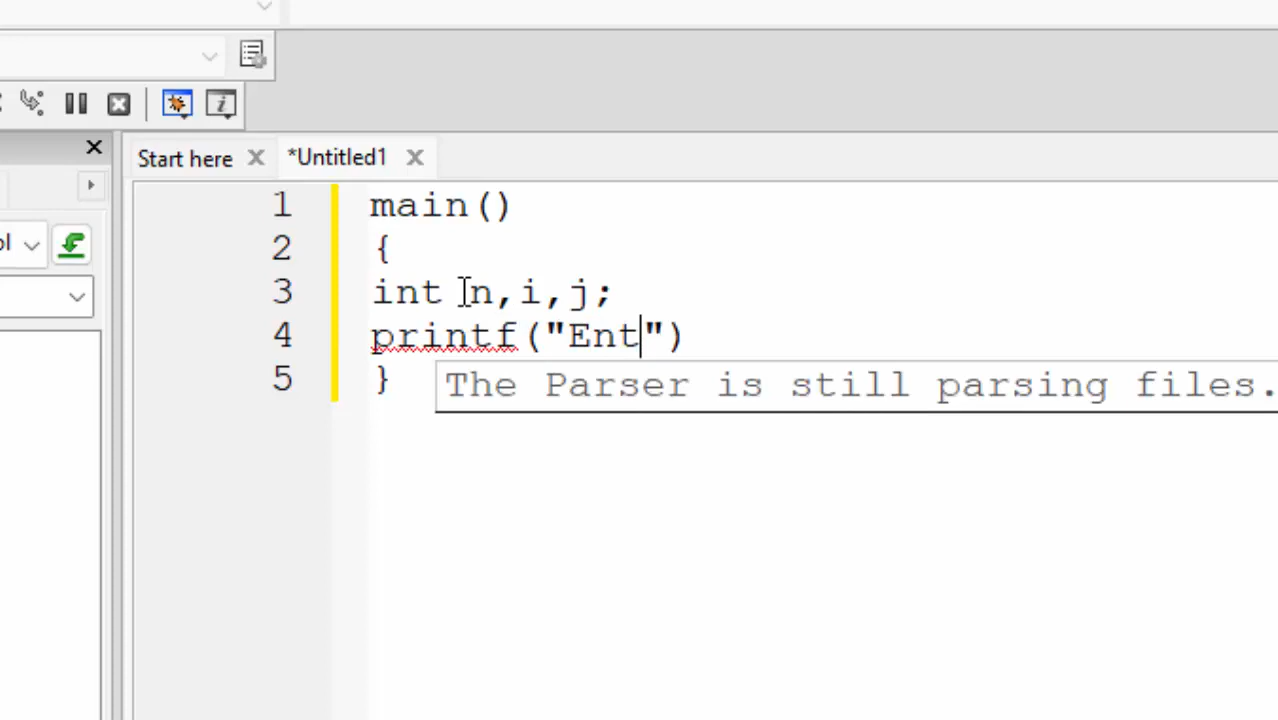 Start here
*Untitled1
1 main()
2 {
3 int n,i,j;
4 printf("Ent")
5 }
The Parser is still parsing files.